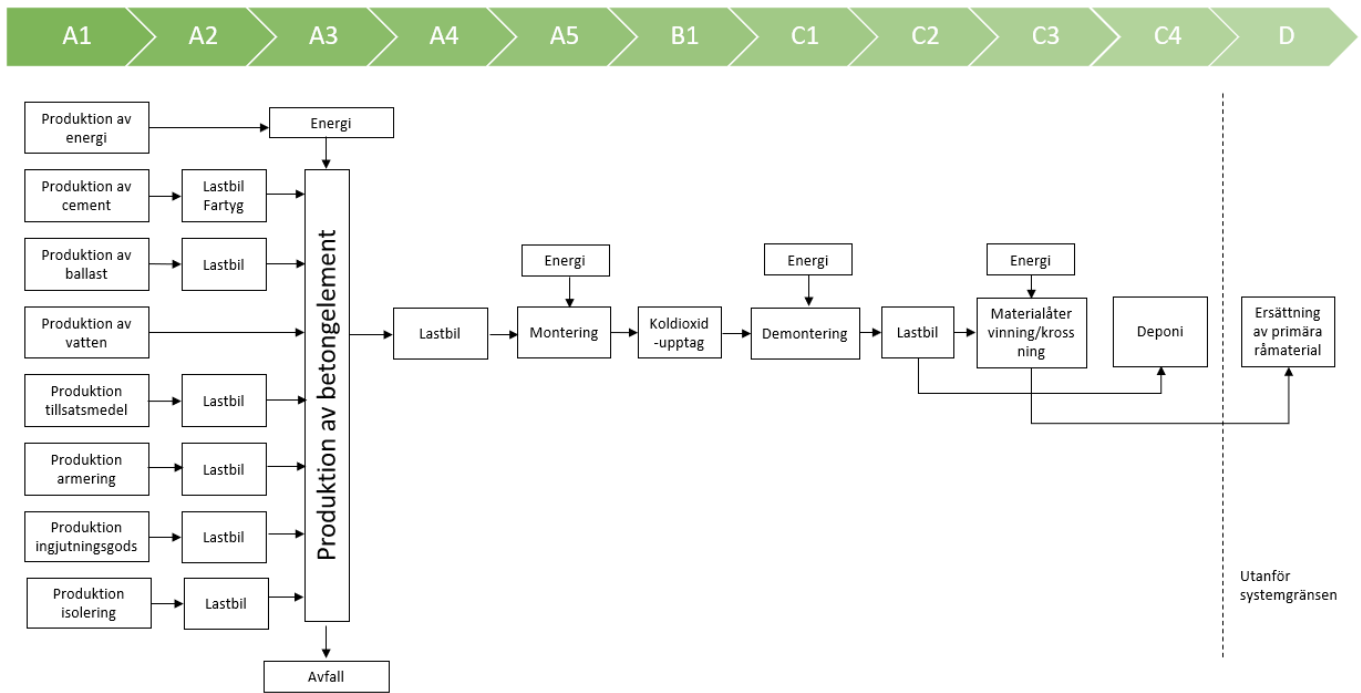 A1
A2
A3
A4
A5
B1
C1
C2
C3
C4
D
Produktion av
energi
Energi
Produktion av
cement
Lastbil
Fartyg
Produktion av
ballast
Lastbil
Produktion av
vatten
Produktion
tillsatsmedel
Lastbil
Produktion
armering
Lastbil
Produktion
ingjutningsgods
Lastbil
Produktion
isolering
Lastbil
Produktion av betongelement
Avfall
Lastbil
Energi
Montering
Koldioxid
-upptag
Energi
Demontering
Lastbil
Energi
Materialåter
vinning/kross
ning
Deponi
Ersättning
av primära
råmaterial
Utanför
systemgränsen